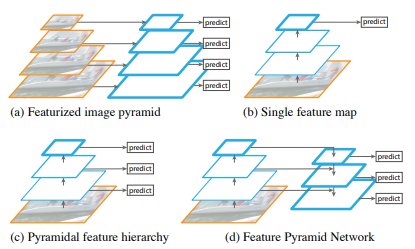 predict
predict
predict
predict
predict
(a) Featurized image pyramid
(b) Single feature map
predict
predict
predict
predict
predict
predict
(c) Pyramidal feature hierarchy
(d) Feature Pyramid Network